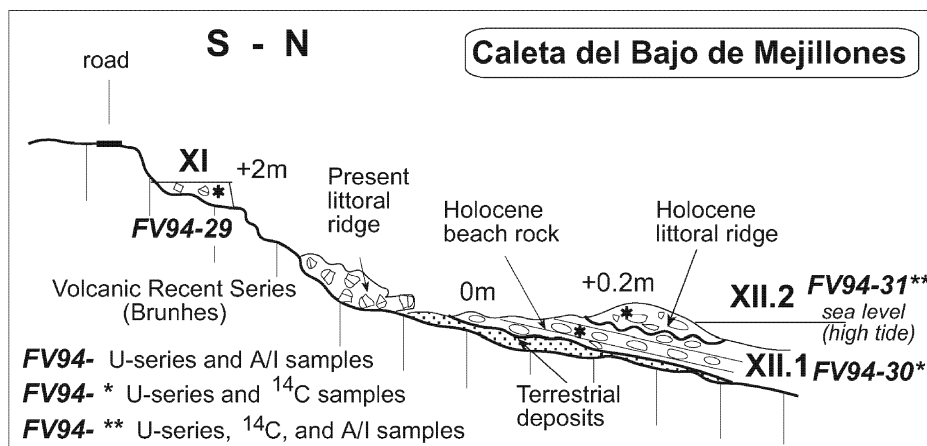 S - N
Caleta del Bajo de Mejillones
road
XI
+2m
FV94-29
Present
littoral
ridge
Holocene
beach rock
Holocene
littoral ridge
Volcanic Recent Series
(Brunhes)
0m
+0.2m
XII.2
FV94-31**
sea level
(high tide)
XII.1
FV94-30*
Terrestrial
deposits
FV94- U-series and A/I samples
FV94- * U-series and 14C samples
FV94- ** U-series, 14C, and A/I samples